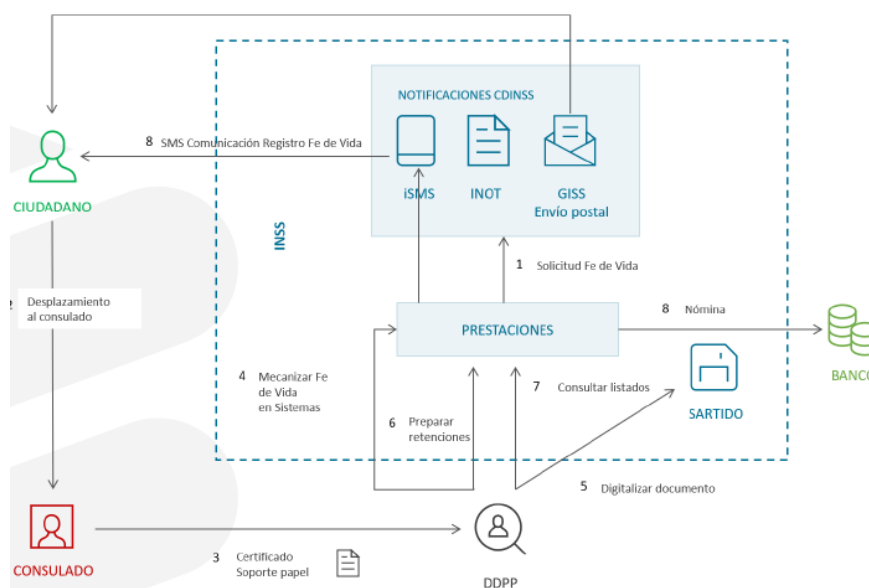 NOTIFICACIONES CDINSS
8 SMS Comunicación Registro Fe de Vida
iSMS
INOT
GISS
Envío postal
CIUDADANO
INSS
1 Solicitud Fe de Vida
Desplazamiento
al consulado
PRESTACIONES
8 Nómina
BANCO
4 Mecanizar Fe
de Vida
en Sistemas
7 Consultar listados
6 Preparar
retenciones
SARTIDO
5 Digitalizar documento
3 Certificado
Soporte papel
CONSULADO
DDPP